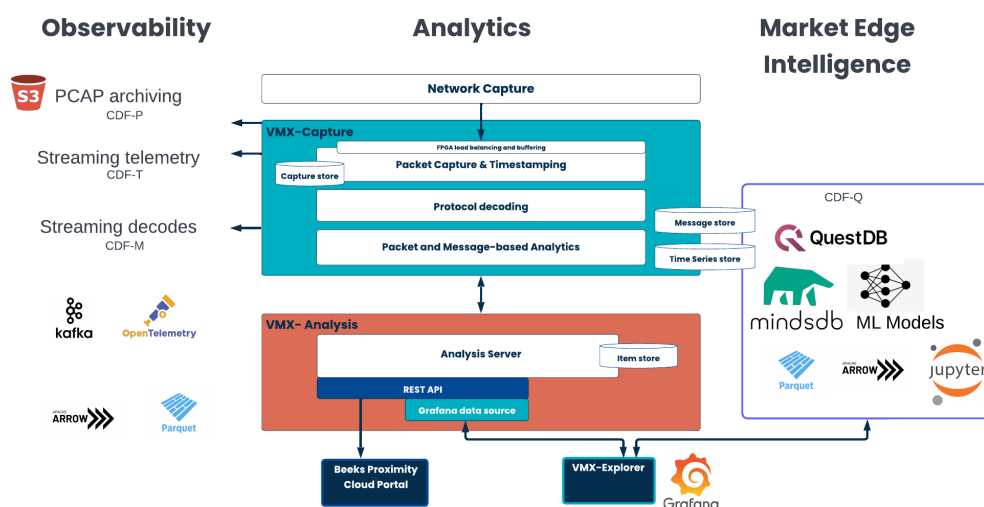 Observability
Analytics
Market Edge
Intelligence
S3
PCAP archiving
CDF-P
Streaming telemetry
CDF-T
Streaming decodes
CDF-M
kafka
OpenTelemetry
APACHE
ARROW
Parquet
Network Capture
VMX-Capture
FPGA load balancing and buffering
Packet Capture & Timestamping
Capture store
Protocol decoding
Packet and Message-based Analytics
Message store
Time Series store
VMX- Analysis
Analysis Server
Item store
REST API
Grafana data source
Beeks Proximity
Cloud Portal
VMX-Explorer
Grafana
CDF-Q
QuestDB
mindsdb
ML Models
Parquet
APACHE
ARROW
jupyter